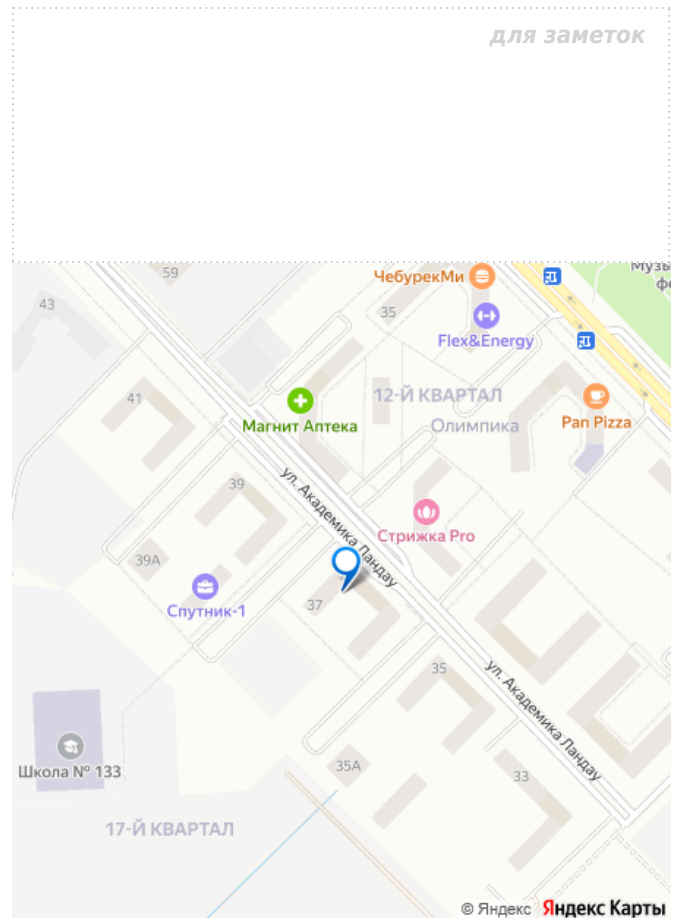 для заметок
59
Музы
фо
ЧебурекМи
43
35
Flex&Energy
12-Й КВАРТАЛ
41
Pan Pizza
Магнит Аптека
Олимпика
39
ул. Академика Ландау
Стрижка Pro
39А
Спутник-1
37
35
ул. Академика Ландау
Школа № 133
35А
33
17-Й КВАРТАЛ
© Яндекс Яндекс Карты